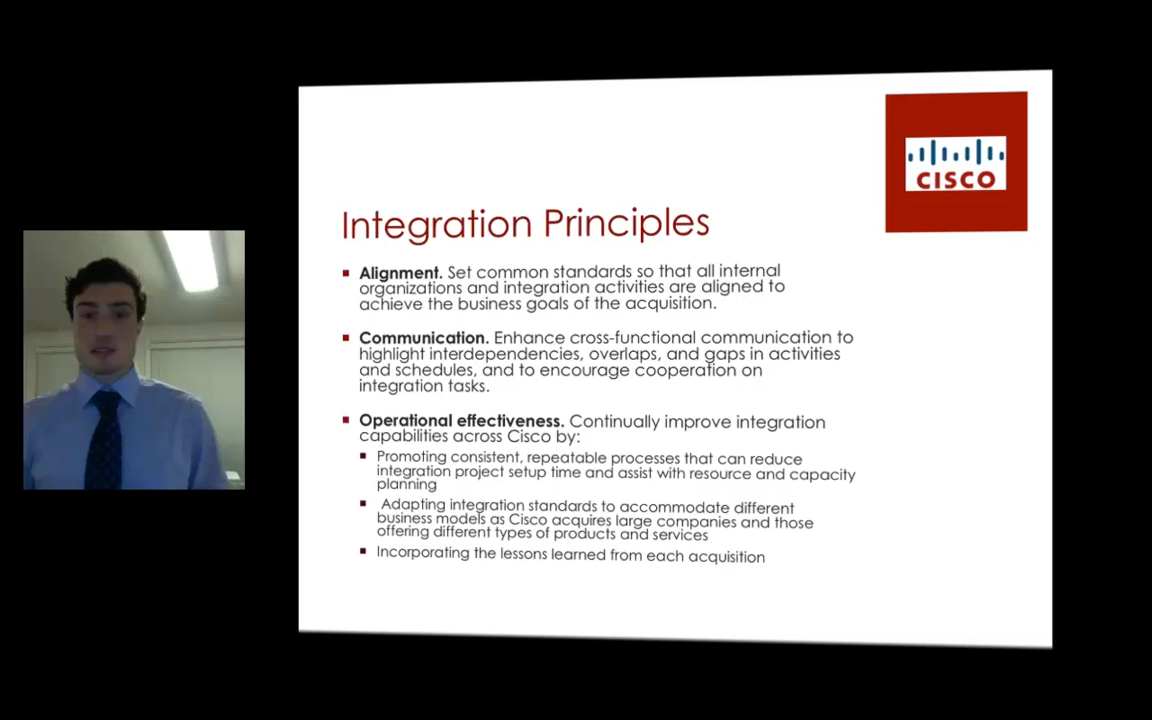 CISCO
Integration Principles
Alignment. Set common standards so that all internal
organizations and integration activities are aligned to
achieve the business goals of the acquisition.
Communication. Enhance cross-functional communication to
highlight interdependencies, overlaps, and gaps in activities
and schedules, and to encourage cooperation on
integration tasks.
Operational effectiveness. Continually improve integration
capabilities across Cisco by:
Promoting consistent, repeatable processes that can reduce
integration project setup time and assist with resource and capacity
planning
Adapting integration standards to accommodate different
business models as Cisco acquires large companies and those
offering different types of products and services
Incorporating the lessons learned from each acquisition